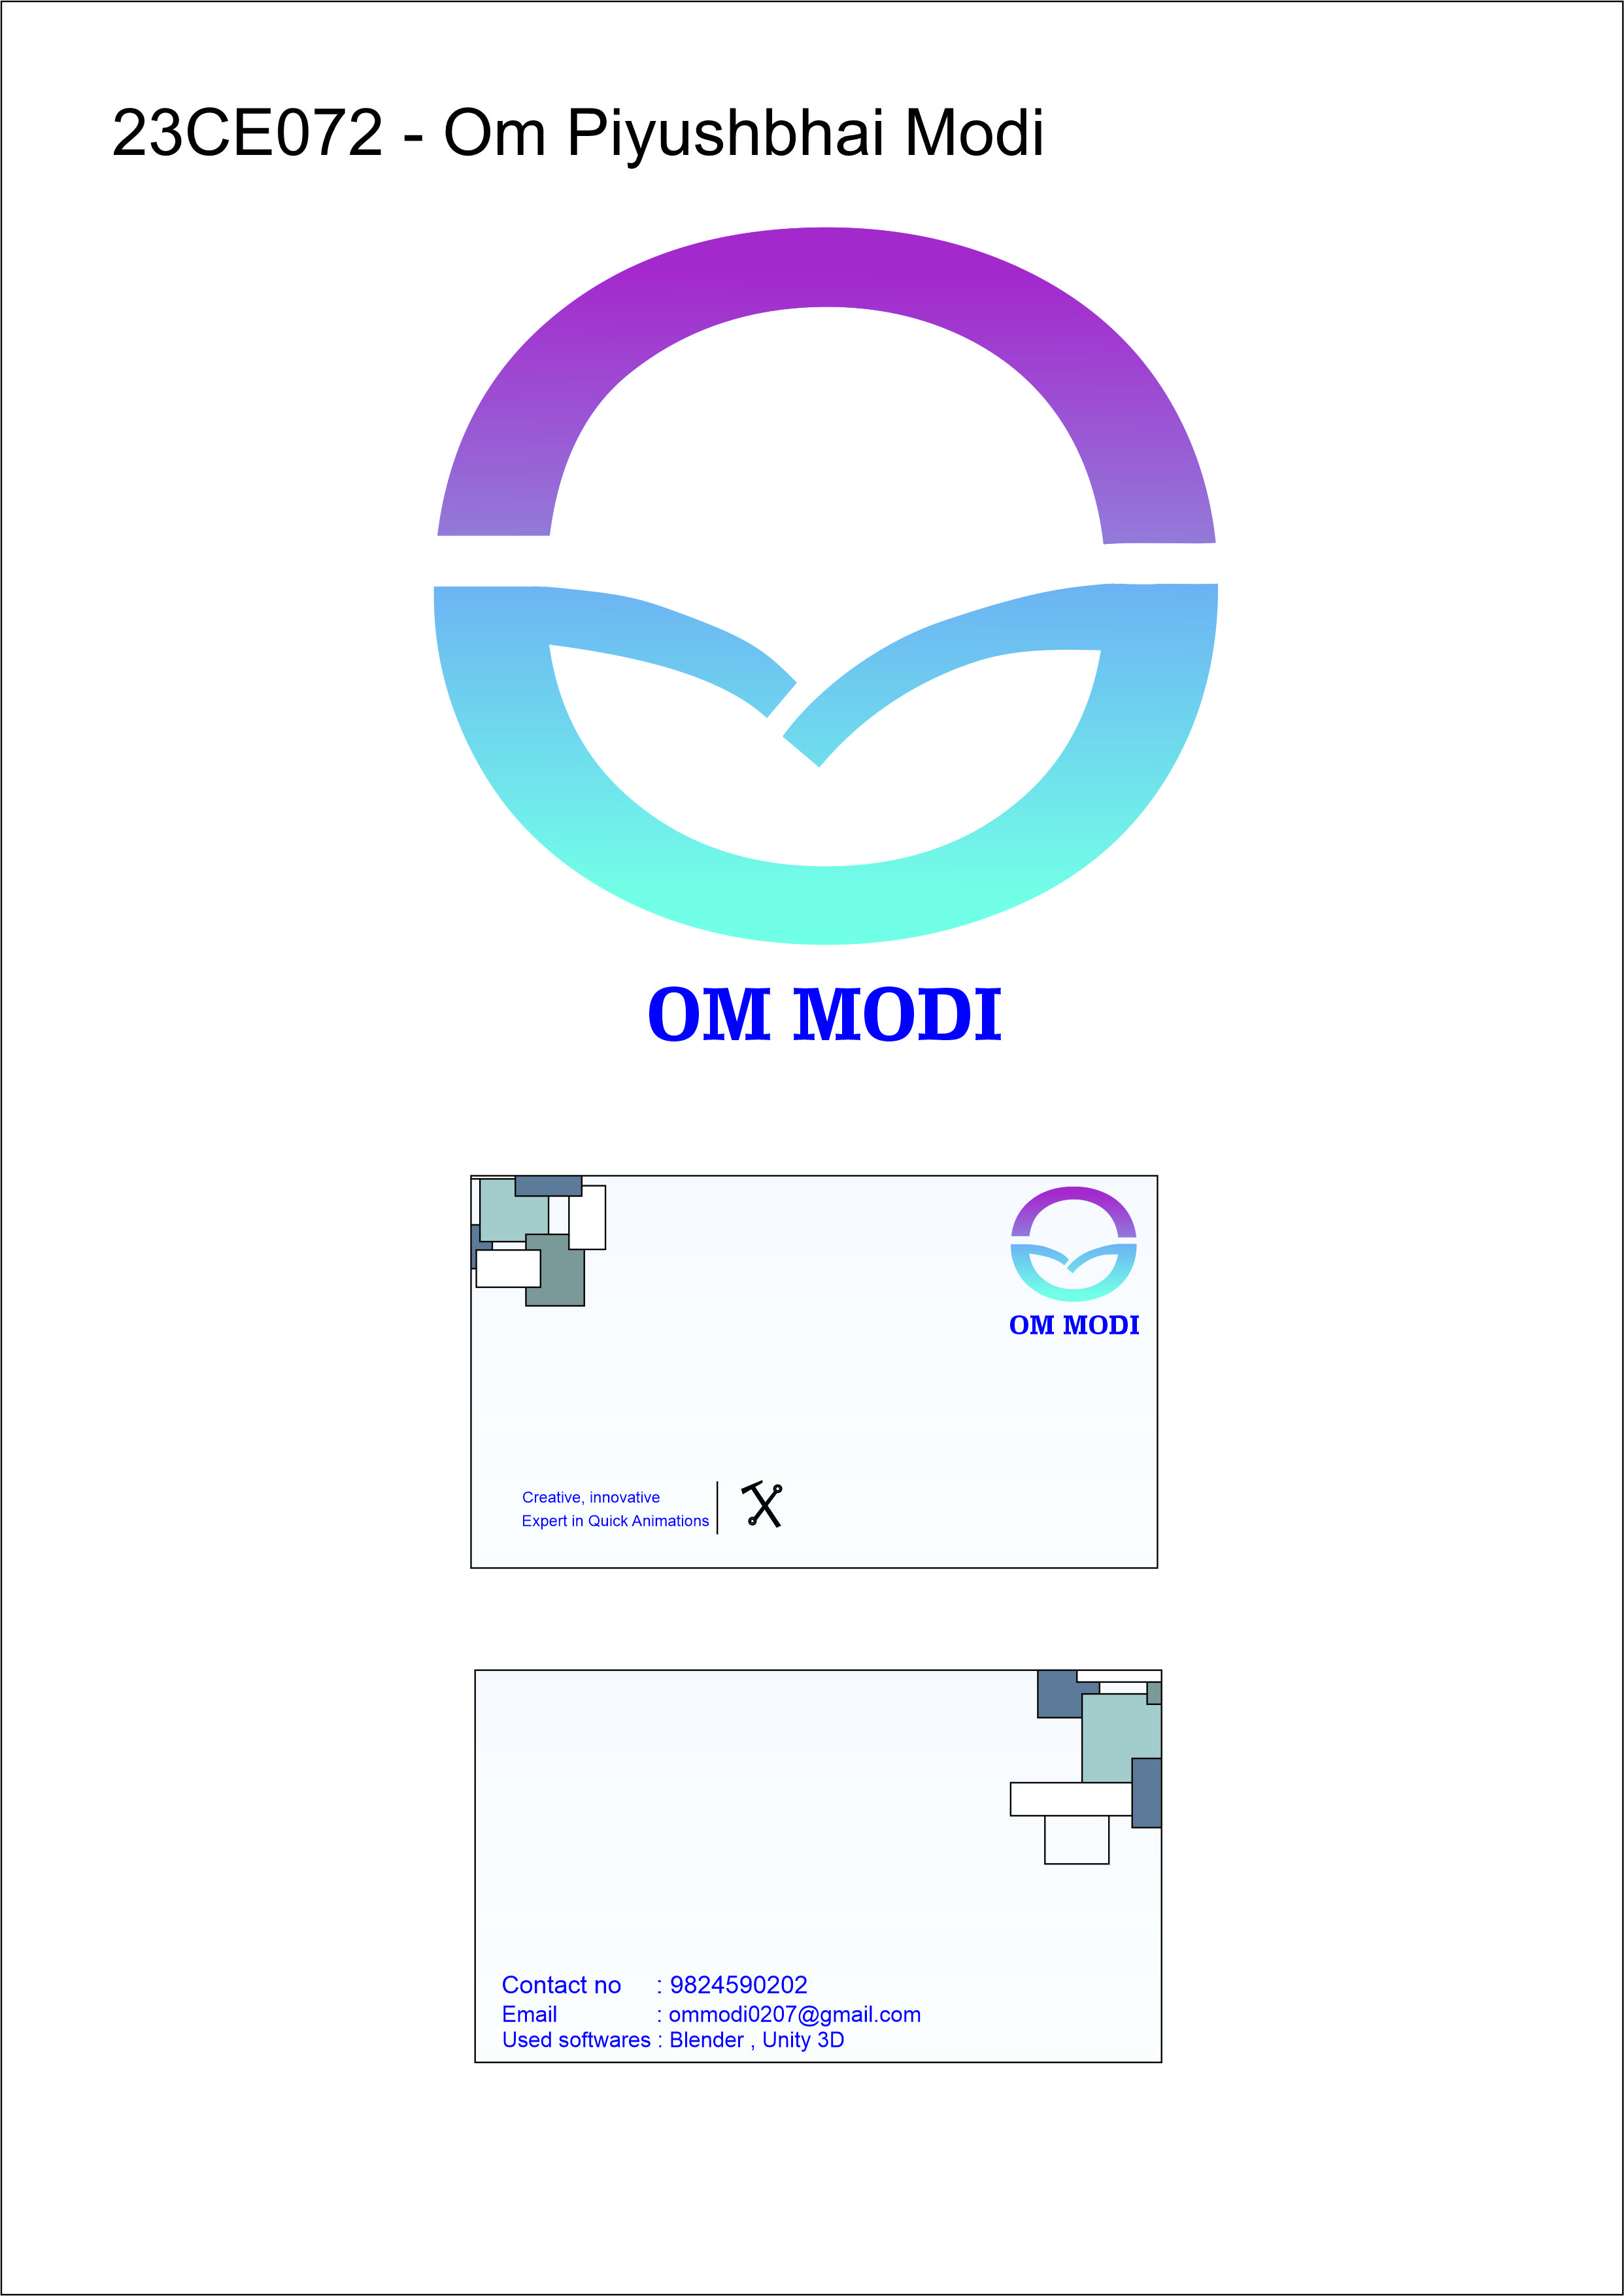 23CE072 - Om Piyushbhai Modi
OM MODI
OM MODI
Creative, innovative
Expert in Quick Animations
Contact no : 9824590202
Email : ommodi0207@gmail.com
Used softwares : Blender , Unity 3D